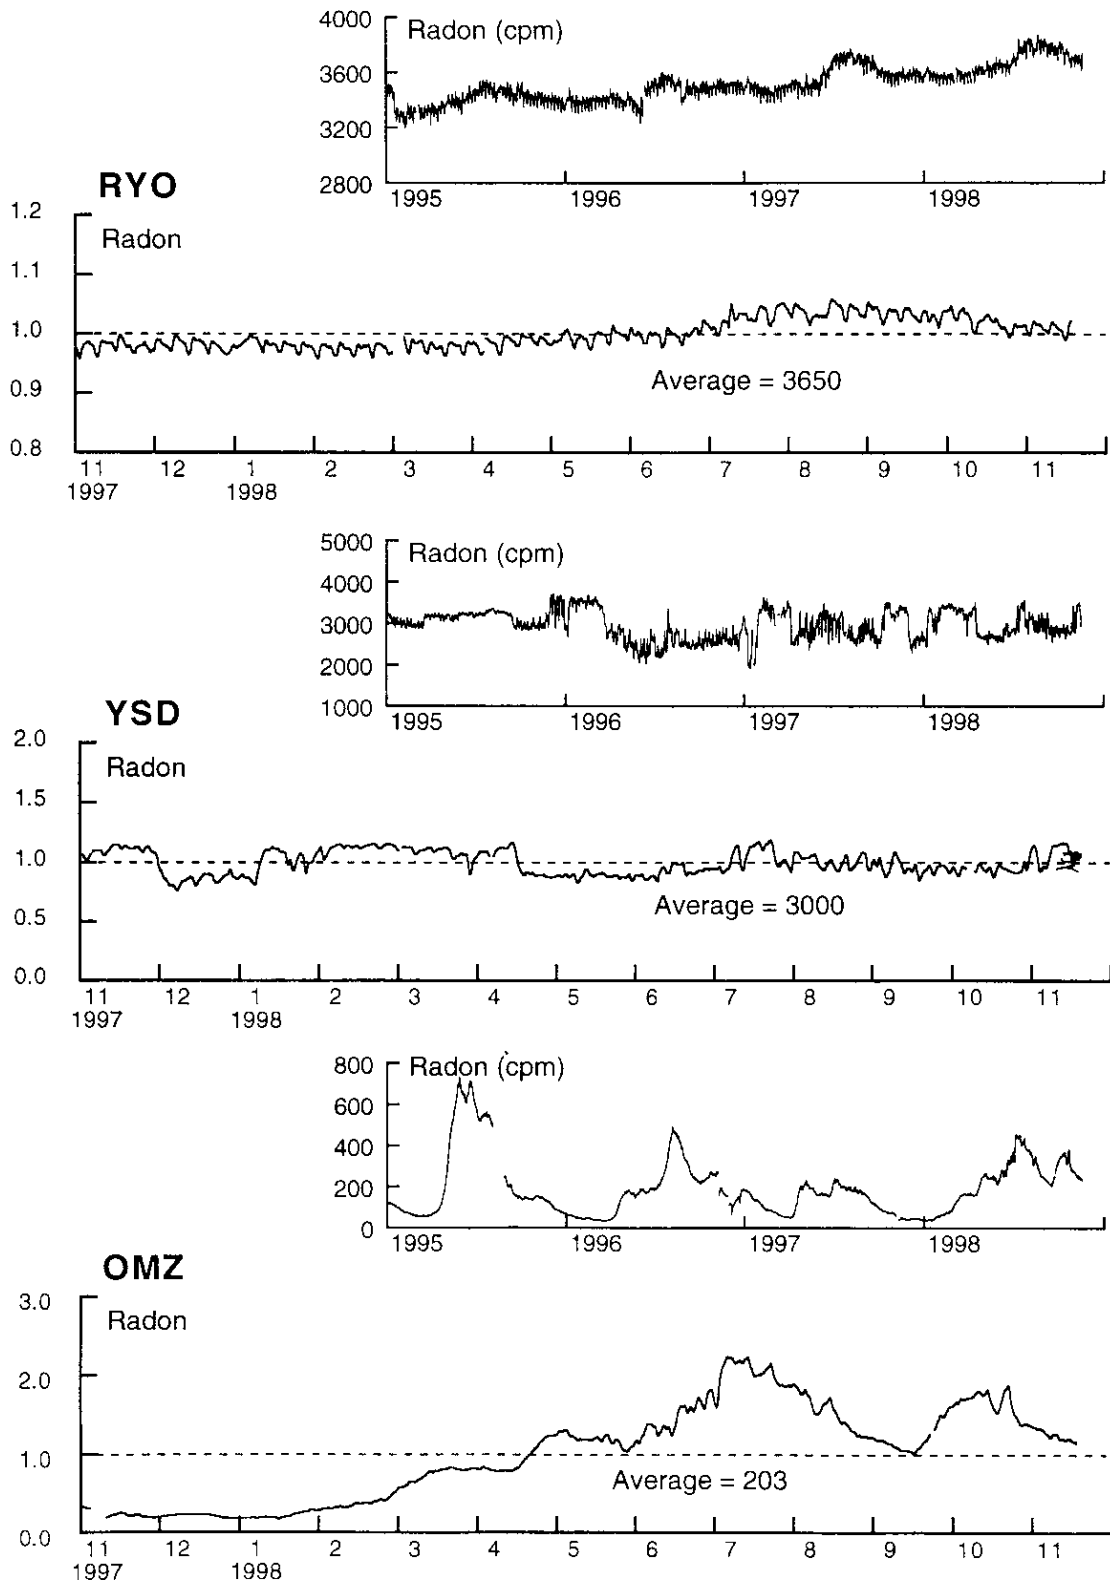 4000
Radon (cpm)
3600
3200
2800
1995 1996 1997 1998
RYO
1.2
Radon
1.1
1.0
0.9
Average = 3650
0.8
11 12 1 2 3 4 5 6 7 8 9 10 11
1997 1998
5000
Radon (cpm)
4000
3000
2000
1000
1995 1996 1997 1998
YSD
2.0
Radon
1.5
1.0
Average = 3000
0.5
0.0
11 12 1 2 3 4 5 6 7 8 9 10 11
1997 1998
800
Radon (cpm)
600
400
200
0
1995 1996 1997 1998
OMZ
3.0
Radon
2.0
1.0
Average = 203
0.0
11 12 1 2 3 4 5 6 7 8 9 10 11
1997 1998